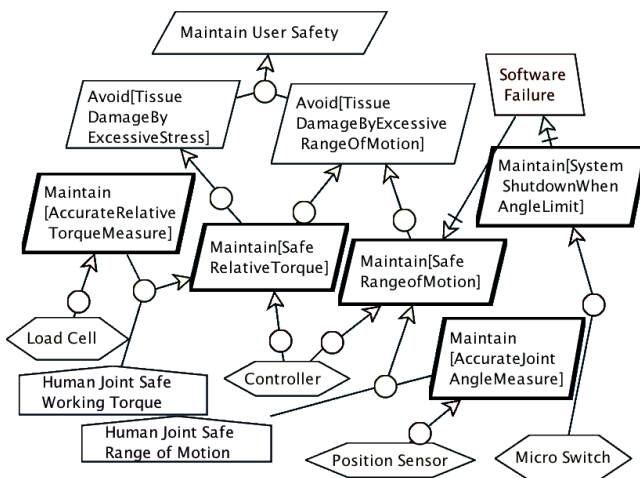 Maintain User Safety
Software
Failure
Avoid[Tissue
DamageBy
ExcessiveStress]
Avoid[Tissue
DamageByExcessive
RangeOfMotion]
Maintain[System
ShutdownWhen
AngleLimit]
Maintain
[AccurateRelative
TorqueMeasure]
Maintain[Safe
RelativeTorque]
Maintain[Safe
RangeofMotion]
Load Cell
Controller
Maintain
[AccurateJoint
AngleMeasure]
Human Joint Safe
Working Torque
Human Joint Safe
Range of Motion
Position Sensor
Micro Switch